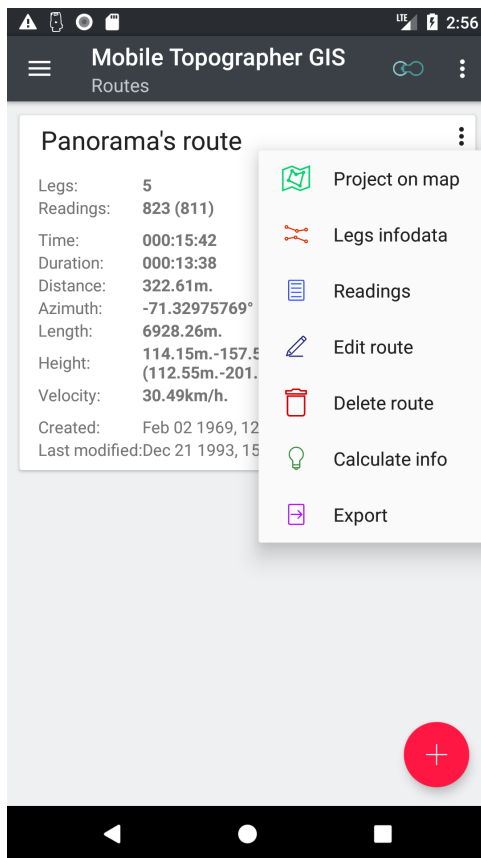 LTE 2:56
Mobile Topographer GIS
Routes
Panorama's route
Legs: 5
Readings: 823 (811)
Time: 000:15:42
Duration: 000:13:38
Distance: 322.61m.
Azimuth: -71.32975769°
Length: 6928.26m.
Height: 114.15m.-157.5
(112.55m.-201.
Velocity: 30.49km/h.
Created: Feb 02 1969, 12
Last modified:Dec 21 1993, 15
Project on map
Legs infodata
Readings
Edit route
Delete route
Calculate info
Export